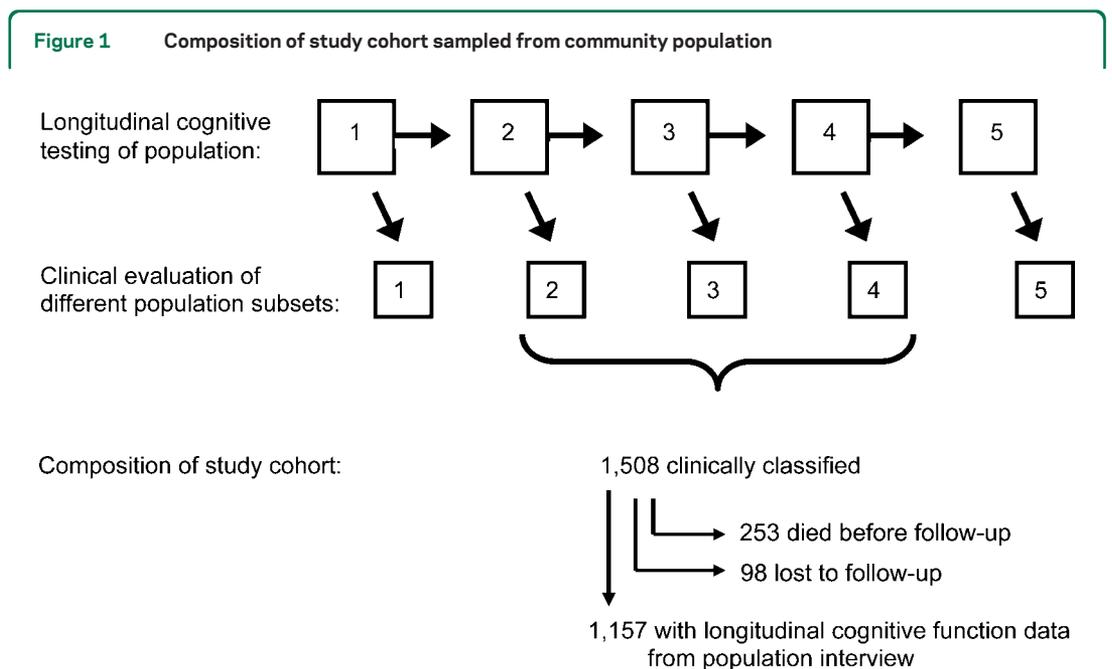 Figure 1 Composition of study cohort sampled from community population
Longitudinal cognitive
testing of population:
1 2 3 4 5
Clinical evaluation of
different population subsets:
1 2 3 4 5
Composition of study cohort:
1,508 clinically classified
253 died before follow-up
98 lost to follow-up
1,157 with longitudinal cognitive function data
from population interview